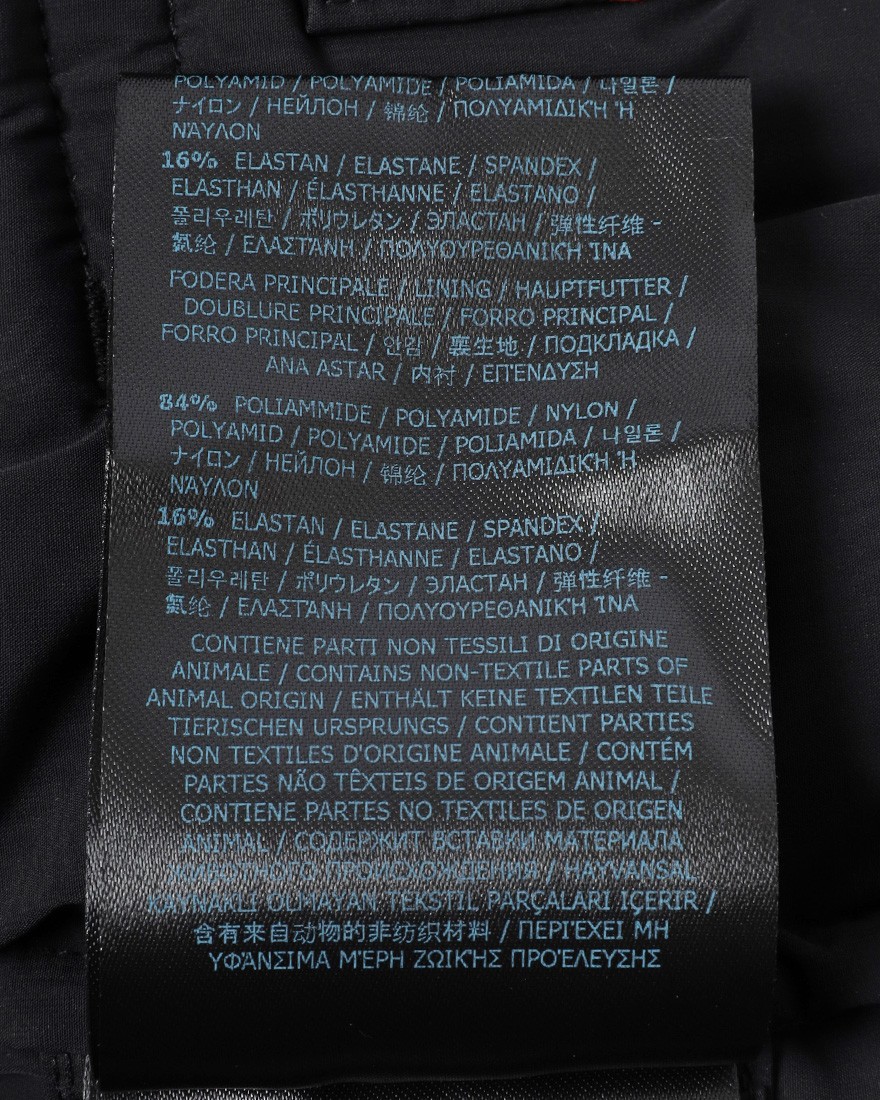 POLYAMID / POLYAMIDE / POLIAMIDA / 나일론 /
ナイロン / НЕЙЛОН / 锦纶 / ΠΟΛΥΑΜΙΔΙΚΉ Ή
ΝΆΥΛΟΝ
16% ELASTAN / ELASTANE / SPANDEX /
ELASTHAN / ÉLASTHANNE / ELASTANO /
폴리우레탄 / ポリウレタン / ЭЛАСТАН / 弹性纤维 -
氨纶 / ΕΛΑΣΤΆΝΗ / ΠΟΛΥΟΥΡΕΘΑΝΙΚΉ ΊΝΑ
FODERA PRINCIPALE / LINING / HAUPTFUTTER /
DOUBLURE PRINCIPALE / FORRO PRINCIPAL /
FORRO PRINCIPAL / 안감 / 裏生地 / ПОДКЛАДКА /
ANA ASTAR / 内衬 / ΕΠΈΝΔΥΣΗ
84% POLIAMMIDE / POLYAMIDE / NYLON /
POLYAMID / POLYAMIDE / POLIAMIDA / 나일론 /
ナイロン / НЕЙЛОН / 锦纶 / ΠΟΛΥΑΜΙΔΙΚΉ Ή
ΝΆΥΛΟΝ
16% ELASTAN / ELASTANE / SPANDEX /
ELASTHAN / ÉLASTHANNE / ELASTANO /
폴리우레탄 / ポリウレタン / ЭЛАСТАН / 弹性纤维 -
氨纶 / ΕΛΑΣΤΆΝΗ / ΠΟΛΥΟΥΡΕΘΑΝΙΚΉ ΊΝΑ
CONTIENE PARTI NON TESSILI DI ORIGINE
ANIMALE / CONTAINS NON-TEXTILE PARTS OF
ANIMAL ORIGIN / ENTHÄLT KEINE TEXTILEN TEILE
TIERISCHEN URSPRUNGS / CONTIENT PARTIES
NON TEXTILES D'ORIGINE ANIMALE / CONTÉM
PARTES NÃO TÊXTEIS DE ORIGEM ANIMAL /
CONTIENE PARTES NO TEXTILES DE ORIGEN
ANIMAL / СОДЕРЖИТ ВСТАВКИ МАТЕРИАЛА
ЖИВОТНОГО ПРОИСХОЖДЕНИЯ / HAYVANSAL
KAYNAKLI OLMAYAN TEKSTİL PARÇALARI İÇERİR /
含有来自动物的非纺织材料 / ΠΕΡΙΈΧΕΙ ΜΗ
ΥΦΆΝΣΙΜΑ ΜΈΡΗ ΖΩΙΚΉΣ ΠΡΟΈΛΕΥΣΗΣ